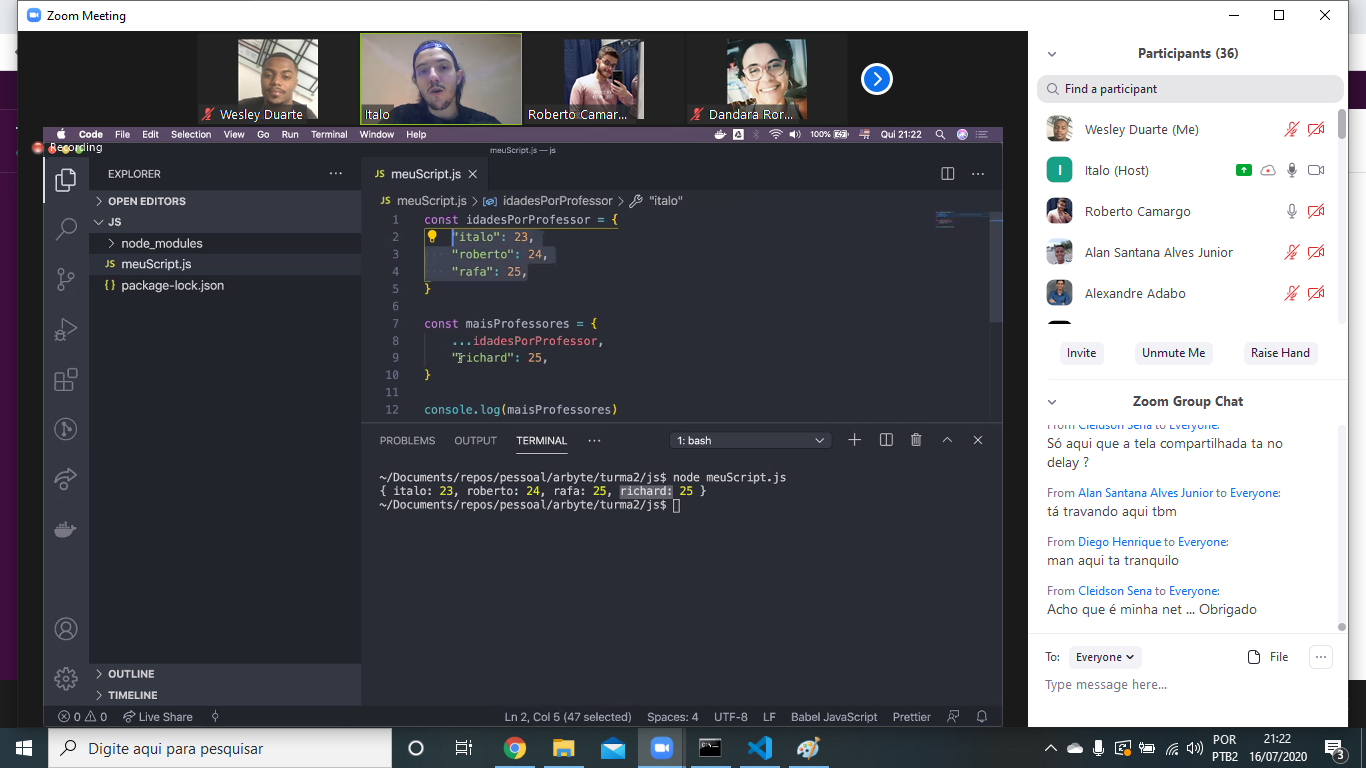 Zoom Meeting
Wesley Duarte
Italo
Roberto Camar...
Dandara Ror...
Code File Edit Selection View Go Run Terminal Window Help
100% Qui 21:22
Recording
meuScript.js — js
EXPLORER
OPEN EDITORS
JS
node_modules
JS meuScript.js
{ } package-lock.json
OUTLINE
TIMELINE
JS meuScript.js
JS meuScript.js > idadesPorProfessor > "italo"
1 const idadesPorProfessor = {
2 "italo": 23,
3 "roberto": 24,
4 "rafa": 25,
5 }
6
7 const maisProfessores = {
8 ...idadesPorProfessor,
9 "richard": 25,
10 }
11
12 console.log(maisProfessores)
PROBLEMS OUTPUT TERMINAL ... 1: bash
~/Documents/repos/pessoal/arbyte/turma2/js$ node meuScript.js
{ italo: 23, roberto: 24, rafa: 25, richard: 25 }
~/Documents/repos/pessoal/arbyte/turma2/js$
0 0 Live Share Ln 2, Col 5 (47 selected) Spaces: 4 UTF-8 LF Babel JavaScript Prettier
Participants (36)
Find a participant
Wesley Duarte (Me)
I Italo (Host)
Roberto Camargo
Alan Santana Alves Junior
Alexandre Adabo
Invite Unmute Me Raise Hand
Zoom Group Chat
From Cleidson Sena to Everyone:
Só aqui que a tela compartilhada ta no
delay ?
From Alan Santana Alves Junior to Everyone:
tá travando aqui tbm
From Diego Henrique to Everyone:
man aqui ta tranquilo
From Cleidson Sena to Everyone:
Acho que é minha net ... Obrigado
To: Everyone File ...
Type message here...
Digite aqui para pesquisar
POR
PTB2
21:22
16/07/2020
3